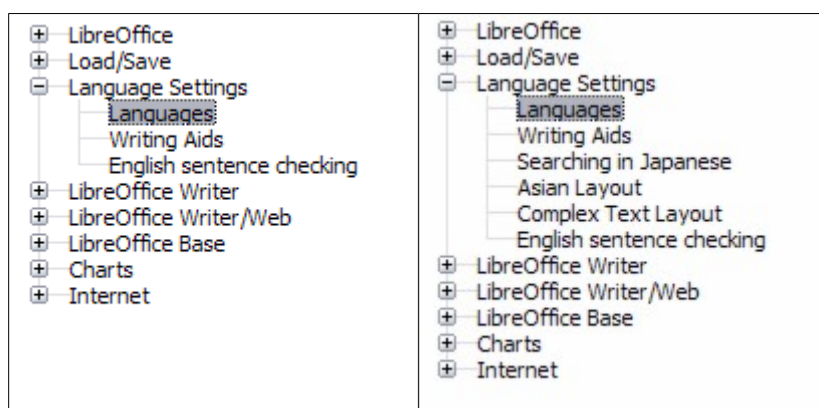 LibreOffice
Load/Save
Language Settings
Languages
Writing Aids
English sentence checking
LibreOffice Writer
LibreOffice Writer/Web
LibreOffice Base
Charts
Internet
LibreOffice
Load/Save
Language Settings
Languages
Writing Aids
Searching in Japanese
Asian Layout
Complex Text Layout
English sentence checking
LibreOffice Writer
LibreOffice Writer/Web
LibreOffice Base
Charts
Internet